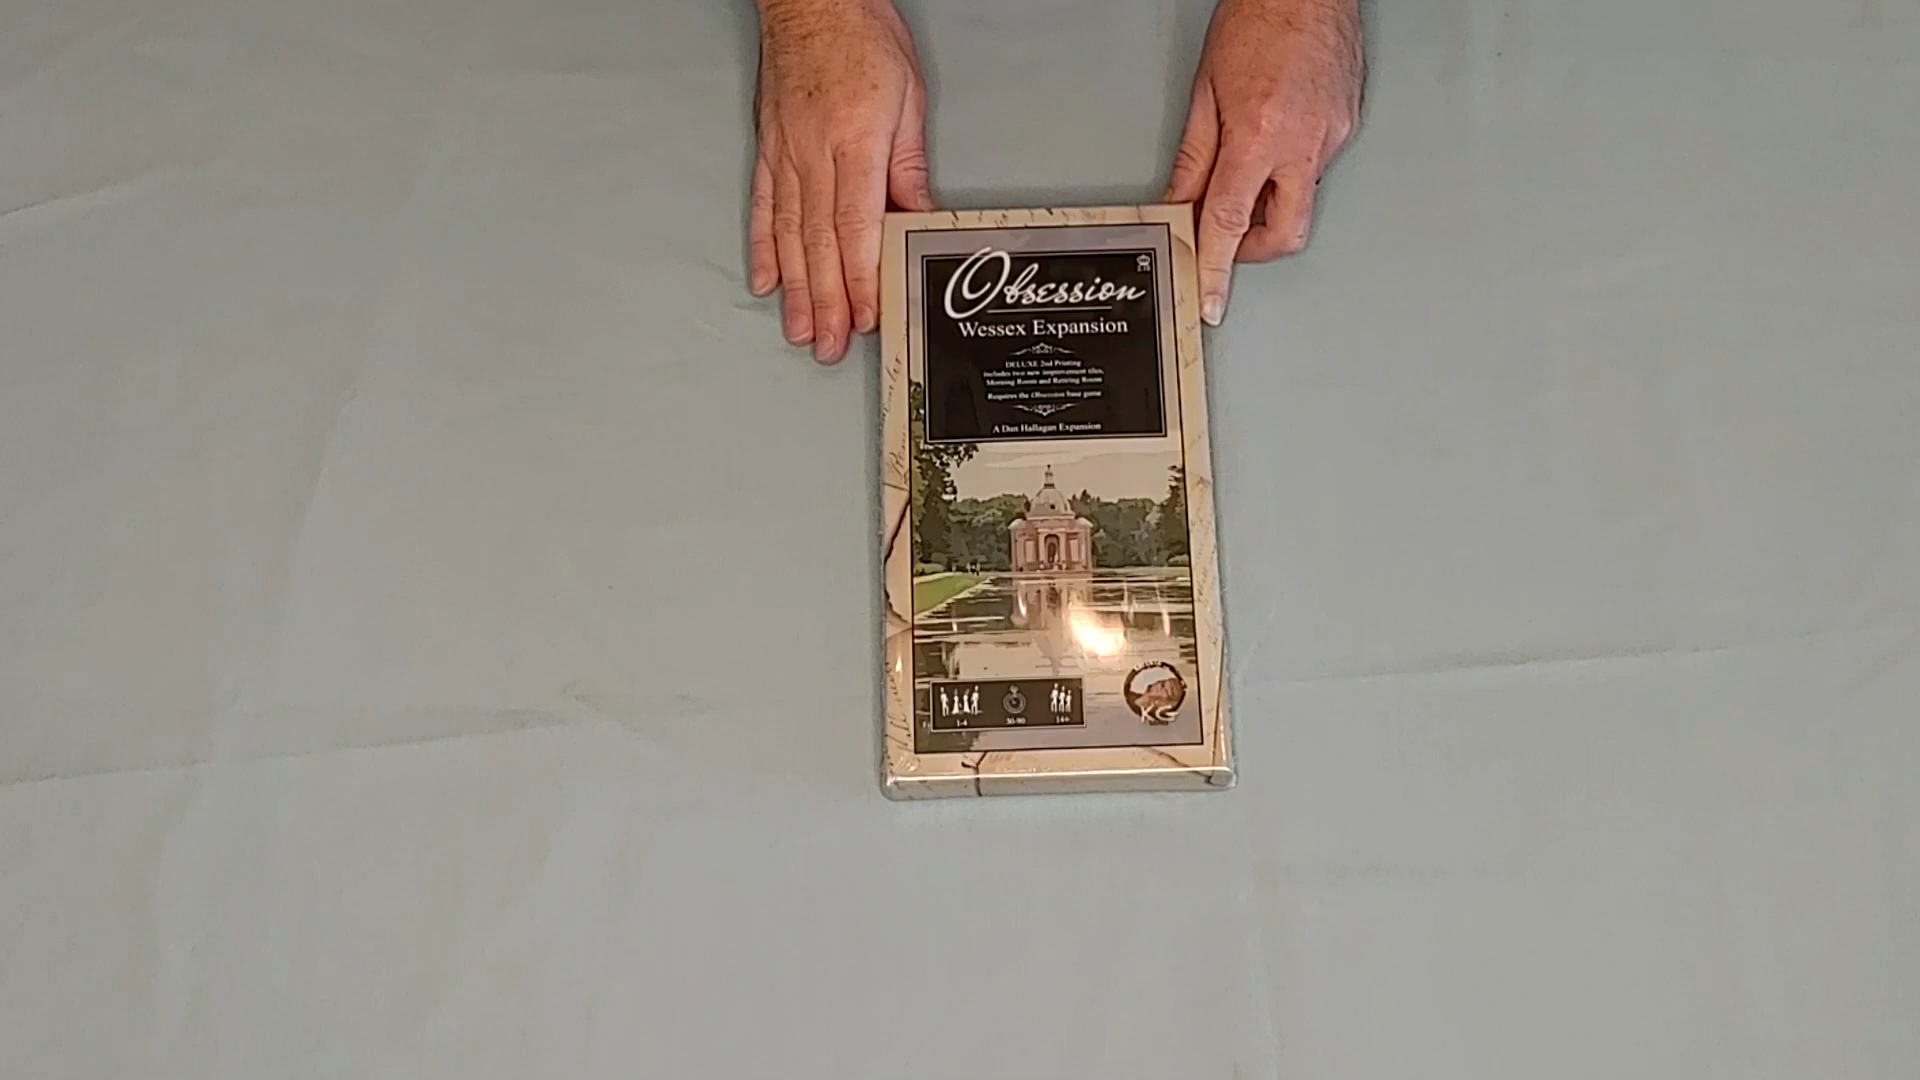 Obsession
Wessex Expansion
DELUXE 2nd Printing
includes two new improvement tiles,
Morning Room and Retiring Room
Requires the Obsession base game
A Dan Hallagan Expansion
1-4
30-90
14+
KG